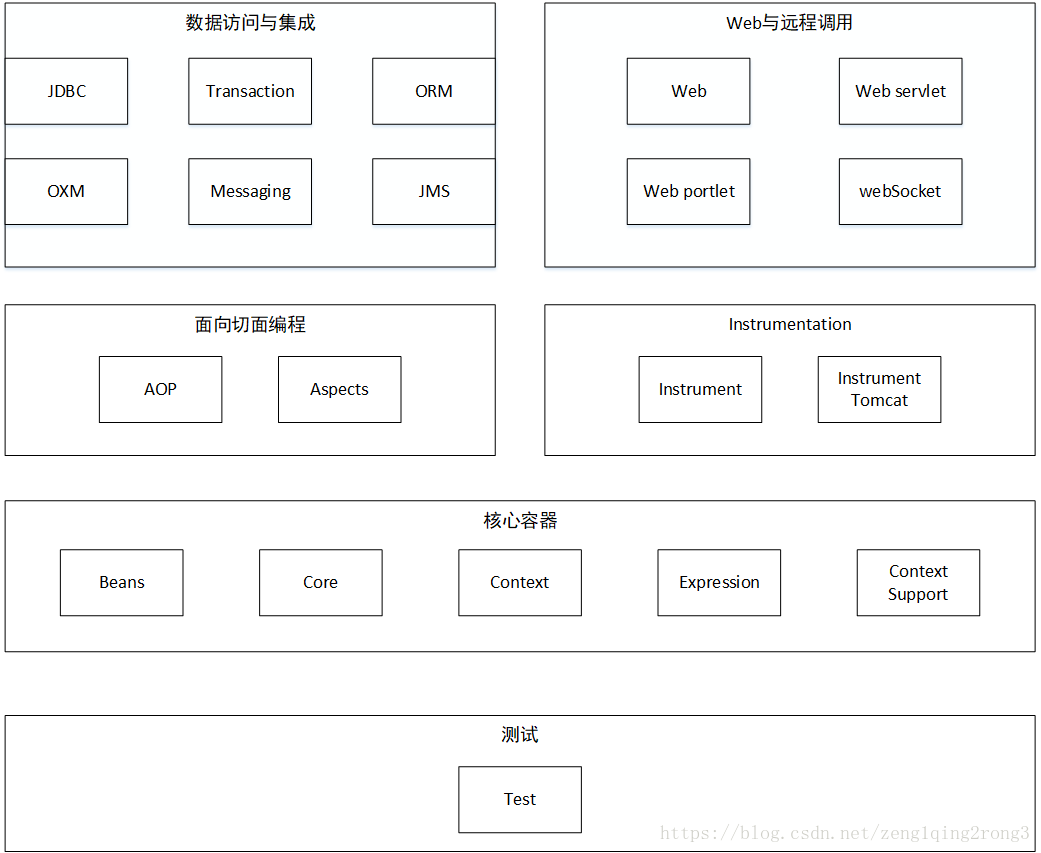 数据访问与集成
JDBC
Transaction
ORM
OXM
Messaging
JMS
Web与远程调用
Web
Web servlet
Web portlet
webSocket
面向切面编程
AOP
Aspects
Instrumentation
Instrument
Instrument
Tomcat
核心容器
Beans
Core
Context
Expression
Context
Support
测试
Test
https://blog.csdn.net/zeng1qing2rong3